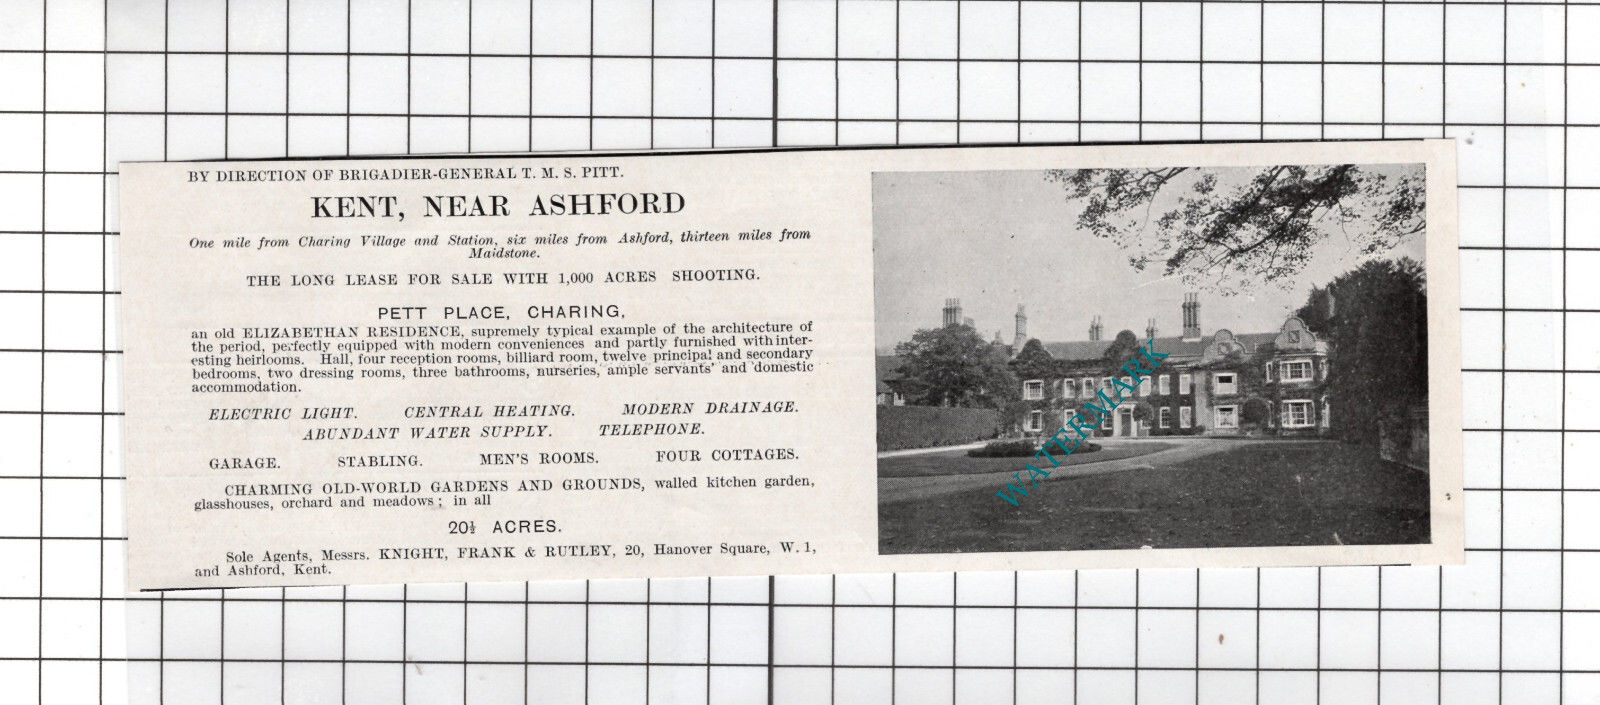 BY DIRECTION OF BRIGADIER-GENERAL T. M. S. PITT.
KENT, NEAR ASHFORD
One mile from Charing Village and Station, six miles from Ashford, thirteen miles from
Maidstone.
THE LONG LEASE FOR SALE WITH 1,000 ACRES SHOOTING.
PETT PLACE, CHARING,
an old ELIZABETHAN RESIDENCE, supremely typical example of the architecture of
the period, perfectly equipped with modern conveniences and partly furnished with inter-
esting heirlooms. Hall, four reception rooms, billiard room, twelve principal and secondary
bedrooms, two dressing rooms, three bathrooms, nurseries, ample servants' and domestic
accommodation.
ELECTRIC LIGHT. CENTRAL HEATING. MODERN DRAINAGE.
ABUNDANT WATER SUPPLY. TELEPHONE.
GARAGE. STABLING. MEN'S ROOMS. FOUR COTTAGES.
CHARMING OLD-WORLD GARDENS AND GROUNDS, walled kitchen garden,
glasshouses, orchard and meadows; in all
20½ ACRES.
Sole Agents, Messrs. KNIGHT, FRANK & RUTLEY, 20, Hanover Square, W. 1,
and Ashford, Kent.
WATERMARK